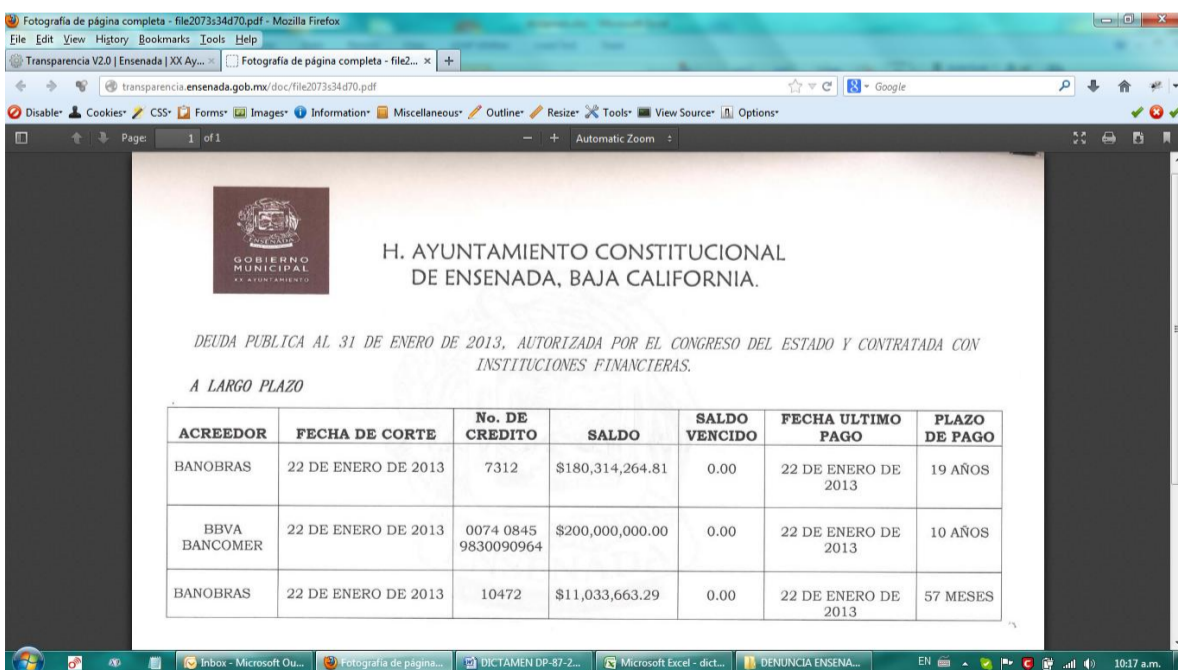 Fotografía de página completa - file2073s34d70.pdf - Mozilla Firefox
File Edit View History Bookmarks Tools Help
Transparencia V2.0 | Ensenada | XX Ay... × Fotografía de página completa - file2... × +
transparencia.ensenada.gob.mx/doc/file2073s34d70.pdf Google
Disable Cookies CSS Forms Images Information Miscellaneous Outline Resize Tools View Source Options
Page: 1 of 1 − + Automatic Zoom
ENSENADA
GOBIERNO
MUNICIPAL
XX AYUNTAMIENTO
H. AYUNTAMIENTO CONSTITUCIONAL
DE ENSENADA, BAJA CALIFORNIA.
DEUDA PUBLICA AL 31 DE ENERO DE 2013, AUTORIZADA POR EL CONGRESO DEL ESTADO Y CONTRATADA CON
INSTITUCIONES FINANCIERAS.
A LARGO PLAZO
ACREEDOR FECHA DE CORTE No. DE CREDITO SALDO SALDO VENCIDO FECHA ULTIMO PAGO PLAZO DE PAGO
BANOBRAS 22 DE ENERO DE 2013 7312 $180,314,264.81 0.00 22 DE ENERO DE 2013 19 AÑOS
BBVA BANCOMER 22 DE ENERO DE 2013 0074 0845 9830090964 $200,000,000.00 0.00 22 DE ENERO DE 2013 10 AÑOS
BANOBRAS 22 DE ENERO DE 2013 10472 $11,033,663.29 0.00 22 DE ENERO DE 2013 57 MESES
Inbox - Microsoft Ou... Fotografía de página... DICTAMEN DP-87-2... Microsoft Excel - dict... DENUNCIA ENSENA... EN 10:17 a.m.